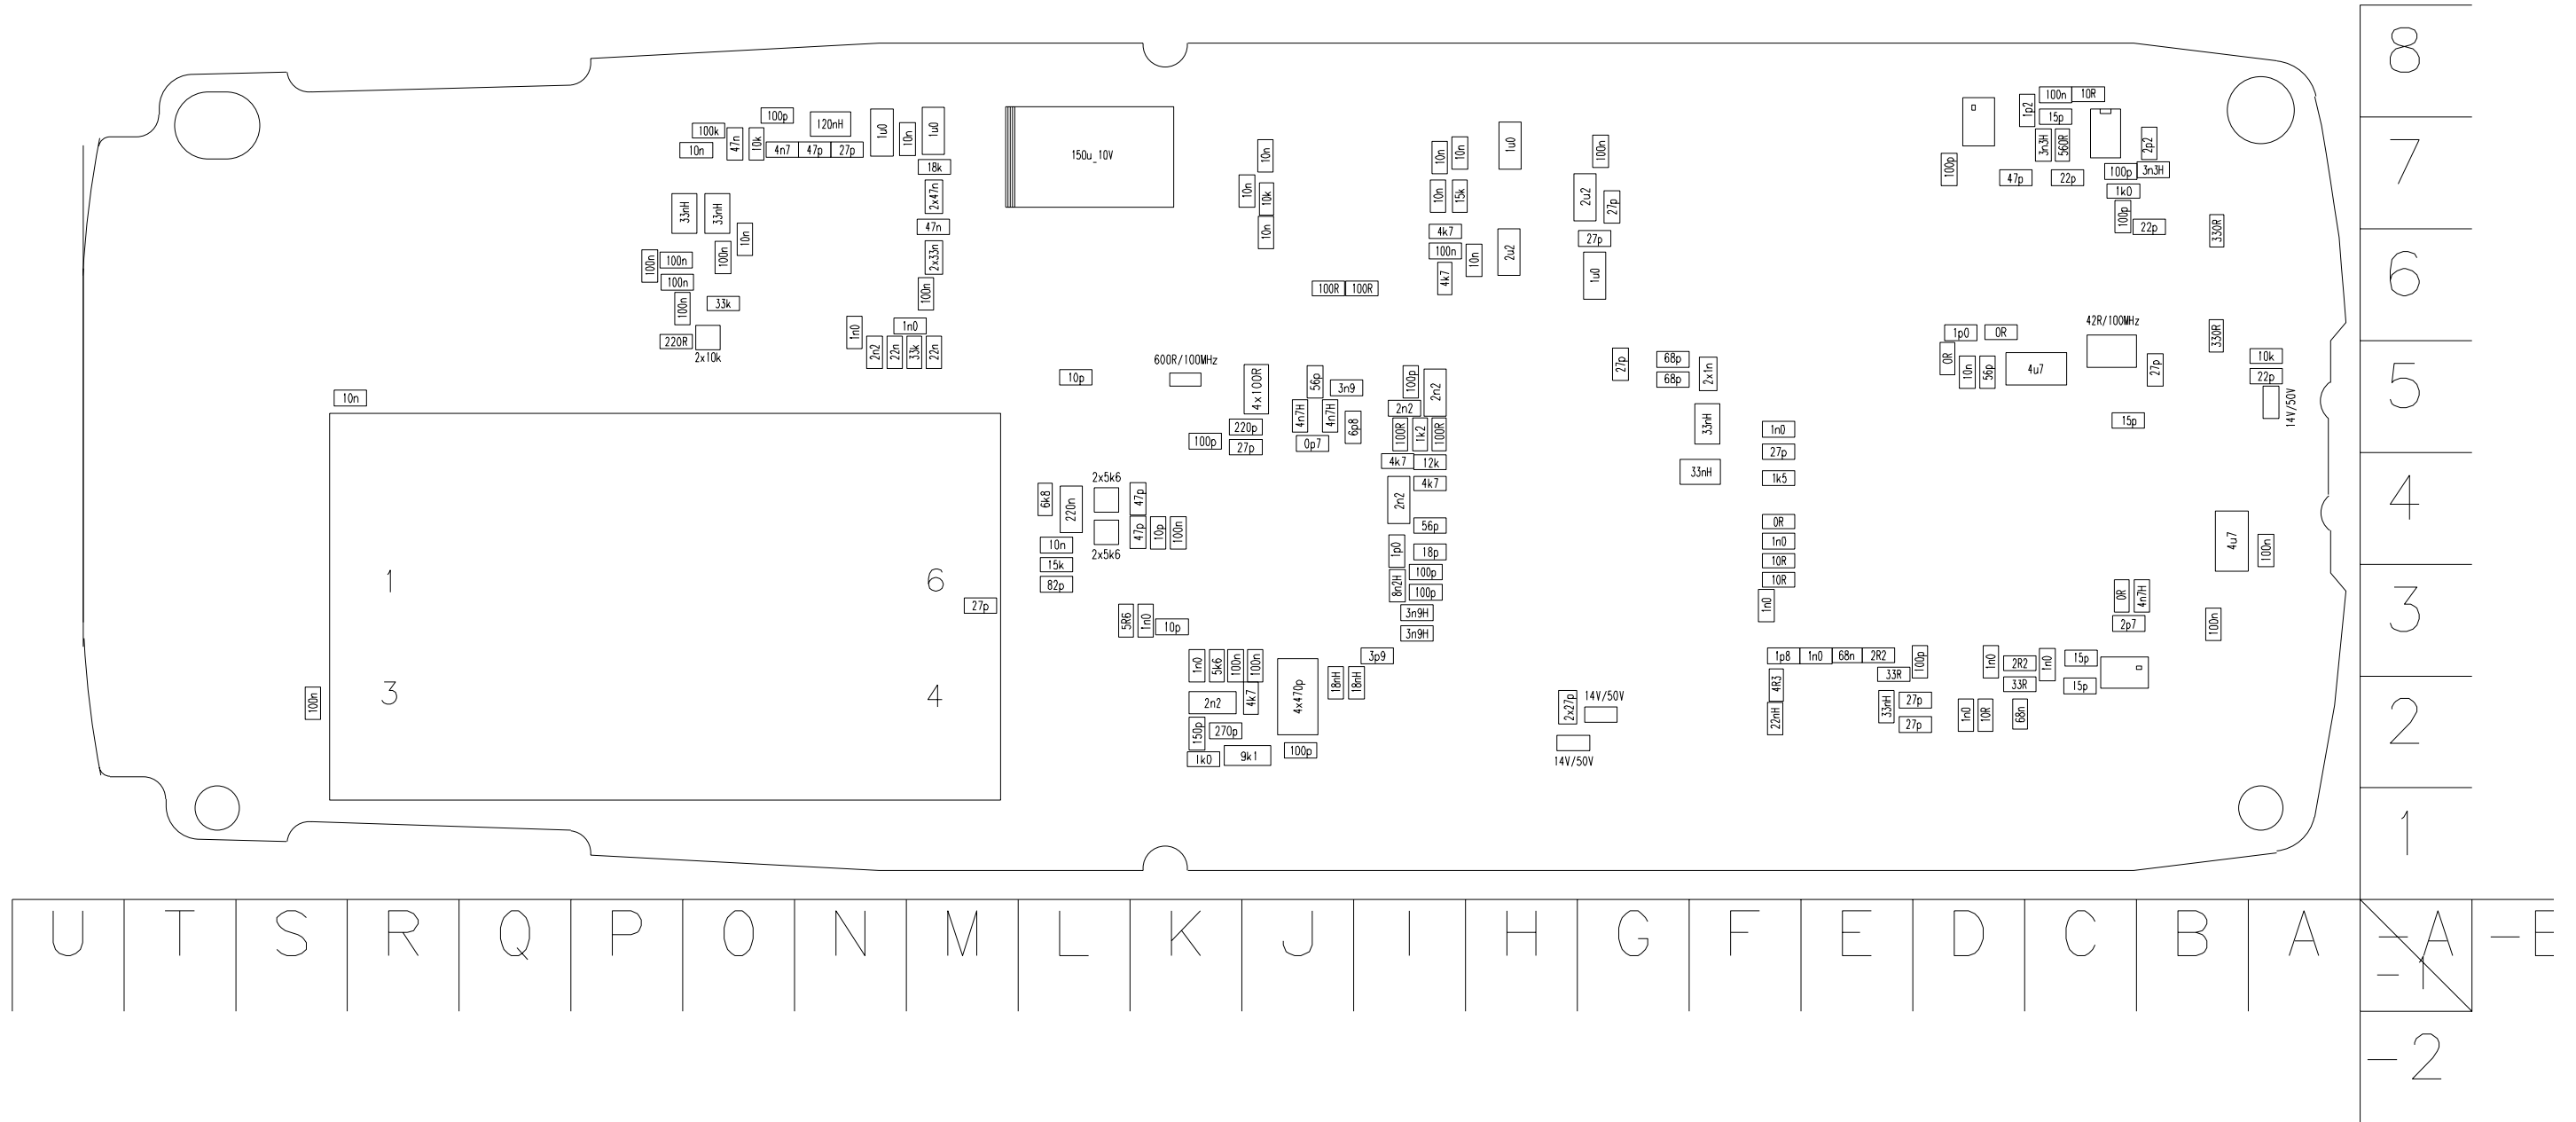 8
100n 10R
1p2
100p
120nH
1u0
10n
1u0
15p
100k
47n
10k
3n3H
560R
2p2
10n
4n7 47p 27p
150u_10V
10n
10n
10n
1u0
100n
7
18k
100p
100p 3n3H
47p
22p
1k0
2x47n
10n
10k
10n
15k
2u2
27p
33nH
33nH
100p
47n
22p
10n
10n
4k7
27p
330R
100n
100n
100n
2x33n
100n
10n
2u2
6
100n
100n
33k
100n
4k7
1u0
100R 100R
1n0
1n0
42R/100MHz
1p0
0R
330R
220R
2x10k
2n2
22n
33k
22n
600R/100MHz
27p
68p
68p
2x1n
0R
10n
56p
4u7
27p
10k
22p
14V/50V
5
10p
4x100R
56p
3n9
100p
2n2
10n
4n7H
4n7H
6p8
2n2
33nH
15p
220p
100p
27p
0p7
100R
1k2
100R
1n0
27p
4k7
12k
33nH
1k5
2x5k6
6k8
220n
47p
4k7
2n2
4
47p
10p
100n
56p
0R
10n
2x5k6
1p0
18p
1n0
4u7
100n
15k
10R
82p
8n2H
100p
10R
1
6
100p
0R
4n7H
27p
1n0
3
5R6
1n0
10p
3n9H
3n9H
2p7
100n
1n0
5k6
100n
100n
3p9
1p8 1n0 68n 2R2
100p
1n0
2R2
1n0
15p
4x470p
18nH
18nH
33R
4R3
33R
15p
3
4
100n
2n2
4k7
2x27p
14V/50V
22nH
33nH
27p
27p
1n0
10R
68n
2
150p
270p
1k0
9k1
100p
14V/50V
1
U T S R Q P O N M L K J I H G F E D C B A -A
-1
-2